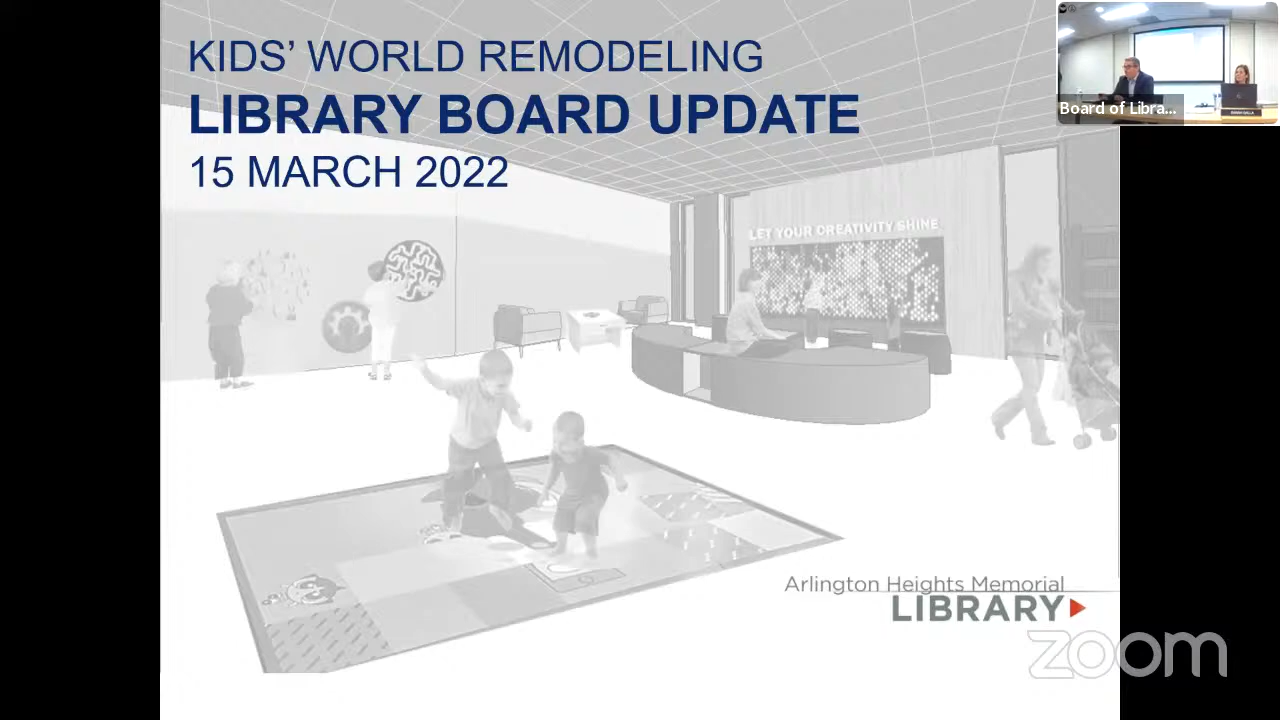 KIDS’ WORLD REMODELING
LIBRARY BOARD UPDATE
15 MARCH 2022
Board of Libra...
LET YOUR CREATIVITY SHINE
Arlington Heights Memorial
LIBRARY
zoom